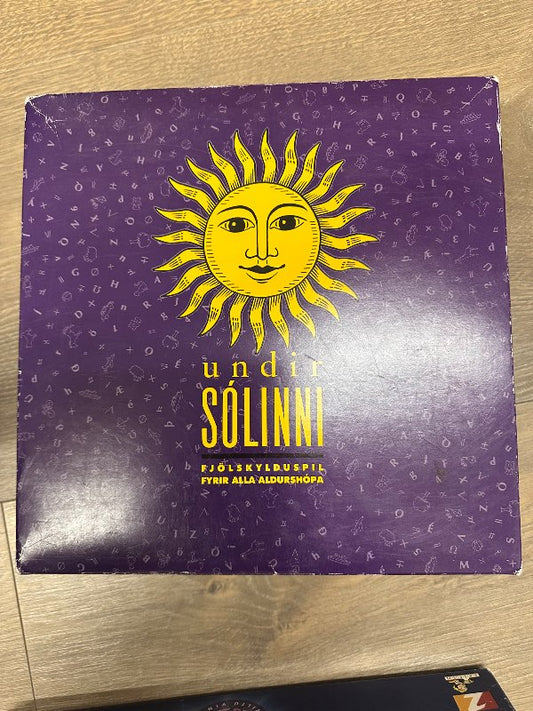 undir
SÓLINNI
FJÖLSKYLDUSPIL
FYRIR ALLA ALDURSHÓPA